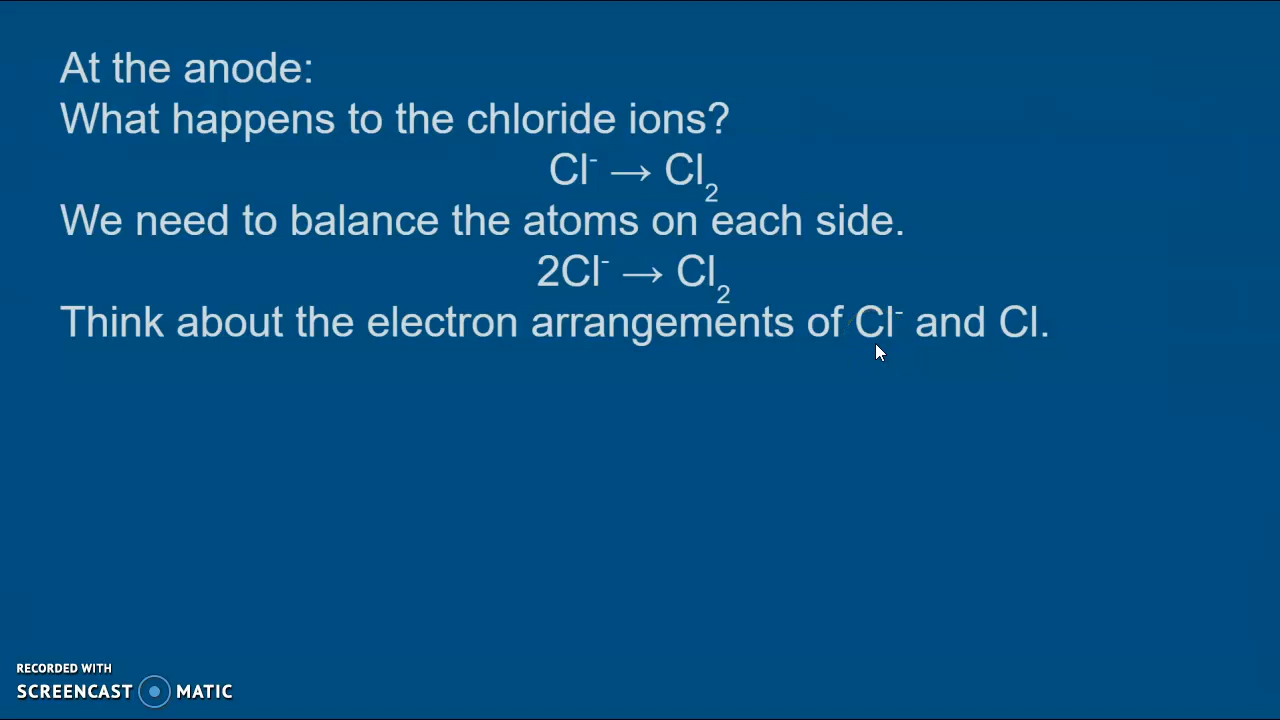 At the anode:
What happens to the chloride ions?
Cl⁻ → Cl₂
We need to balance the atoms on each side.
2Cl⁻ → Cl₂
Think about the electron arrangements of Cl⁻ and Cl.
RECORDED WITH
SCREENCAST MATIC